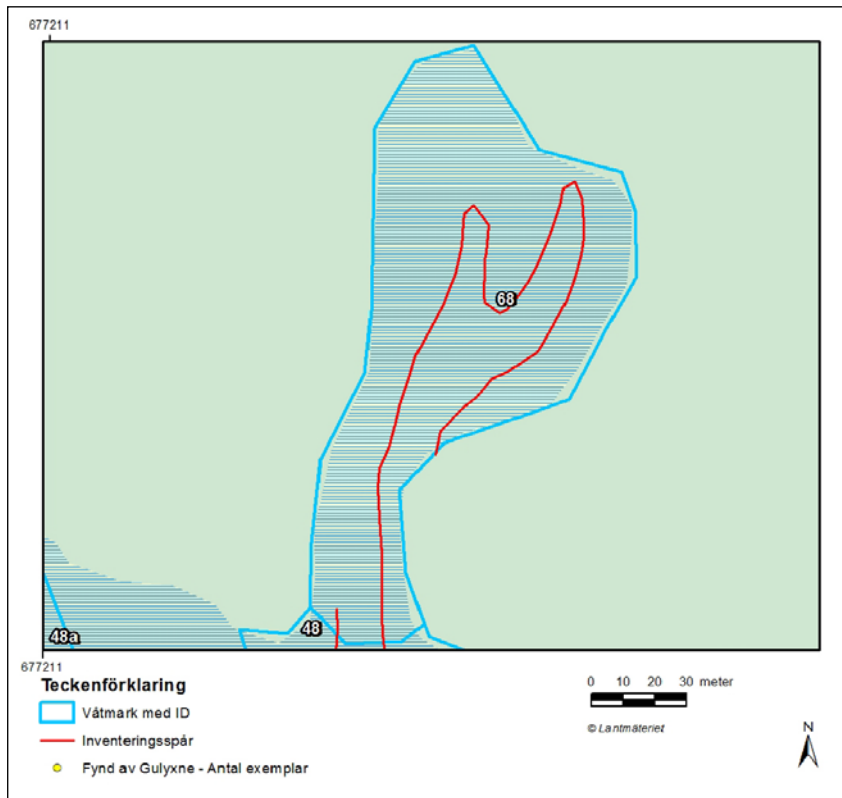 677211
68
48
48a
677211
Teckenförklaring
Våtmark med ID
Inventeringsspår
Fynd av Gulyxne - Antal exemplar
0 10 20 30 meter
© Lantmäteriet
N